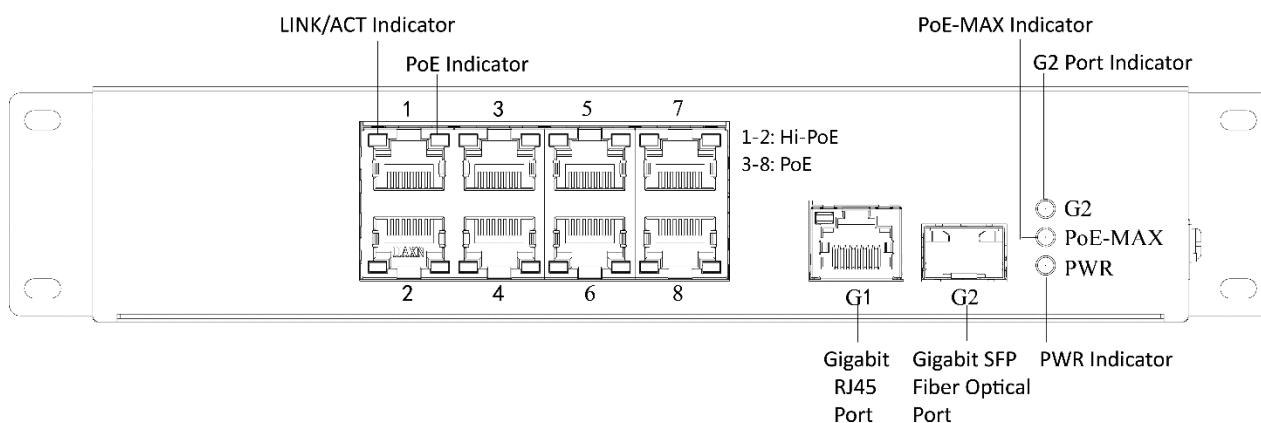 LINK/ACT Indicator
PoE-MAX Indicator
PoE Indicator
G2 Port Indicator
1 3 5 7
1-2: Hi-PoE
3-8: PoE
G2
PoE-MAX
PWR
2 4 6 8
G1 G2
Gigabit RJ45 Port
Gigabit SFP Fiber Optical Port
PWR Indicator